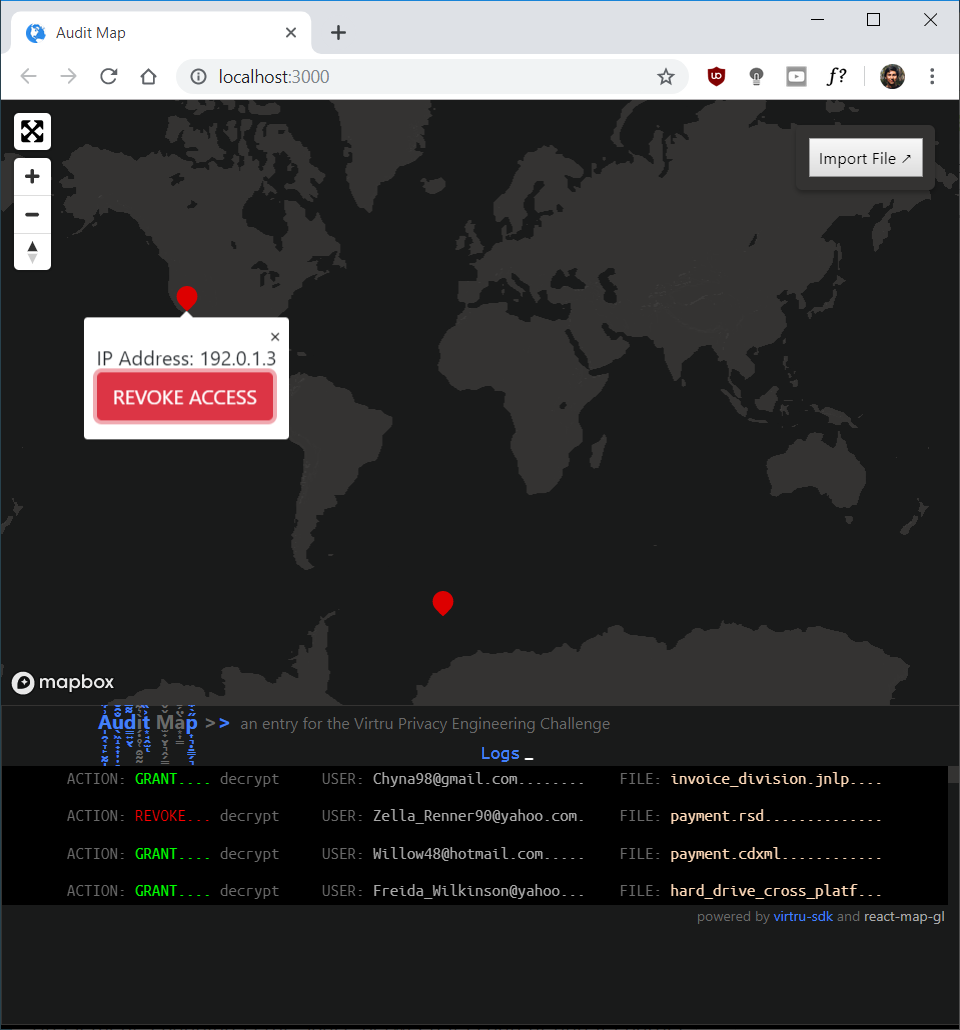 Audit Map
localhost:3000
UO
f?
Import File ↗
IP Address: 192.0.1.3
REVOKE ACCESS
mapbox
Audit Map >> an entry for the Virtru Privacy Engineering Challenge
Logs _
ACTION: GRANT.... decrypt USER: Chyna98@gmail.com........ FILE: invoice_division.jnlp....
ACTION: REVOKE... decrypt USER: Zella_Renner90@yahoo.com. FILE: payment.rsd..............
ACTION: GRANT.... decrypt USER: Willow48@hotmail.com..... FILE: payment.cdxml............
ACTION: GRANT.... decrypt USER: Freida_Wilkinson@yahoo... FILE: hard_drive_cross_platf...
powered by virtru-sdk and react-map-gl